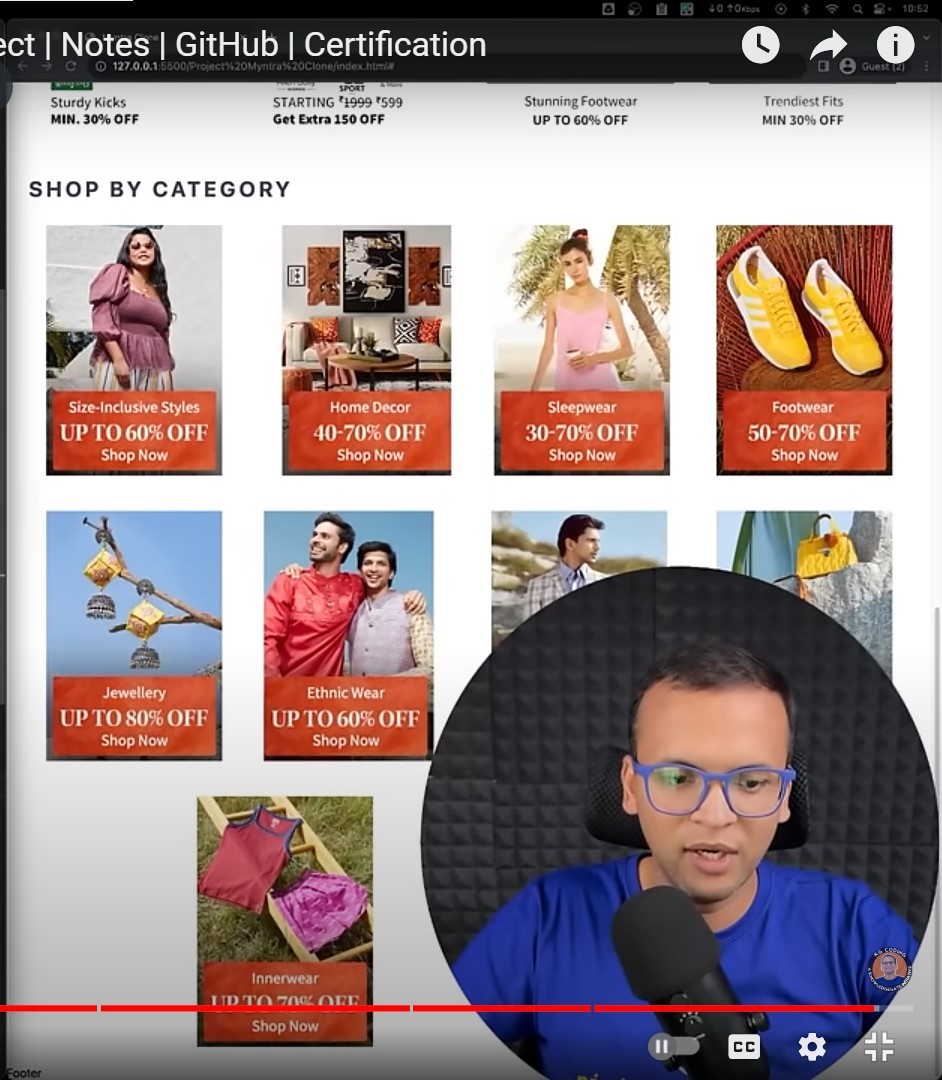 10:52
ect | Notes | GitHub | Certification
127.0.0.1:5500/Project%20Myntra%20Clone/index.html#
Guest (2)
SPORT
Sturdy Kicks
MIN. 30% OFF
STARTING ₹1999 ₹599
Get Extra 150 OFF
Stunning Footwear
UP TO 60% OFF
Trendiest Fits
MIN 30% OFF
SHOP BY CATEGORY
Size-Inclusive Styles
UP TO 60% OFF
Shop Now
Home Decor
40-70% OFF
Shop Now
Sleepwear
30-70% OFF
Shop Now
Footwear
50-70% OFF
Shop Now
Jewellery
UP TO 80% OFF
Shop Now
Ethnic Wear
UP TO 60% OFF
Shop Now
Innerwear
UP TO 70% OFF
Shop Now
KG CODING
CC
Footer